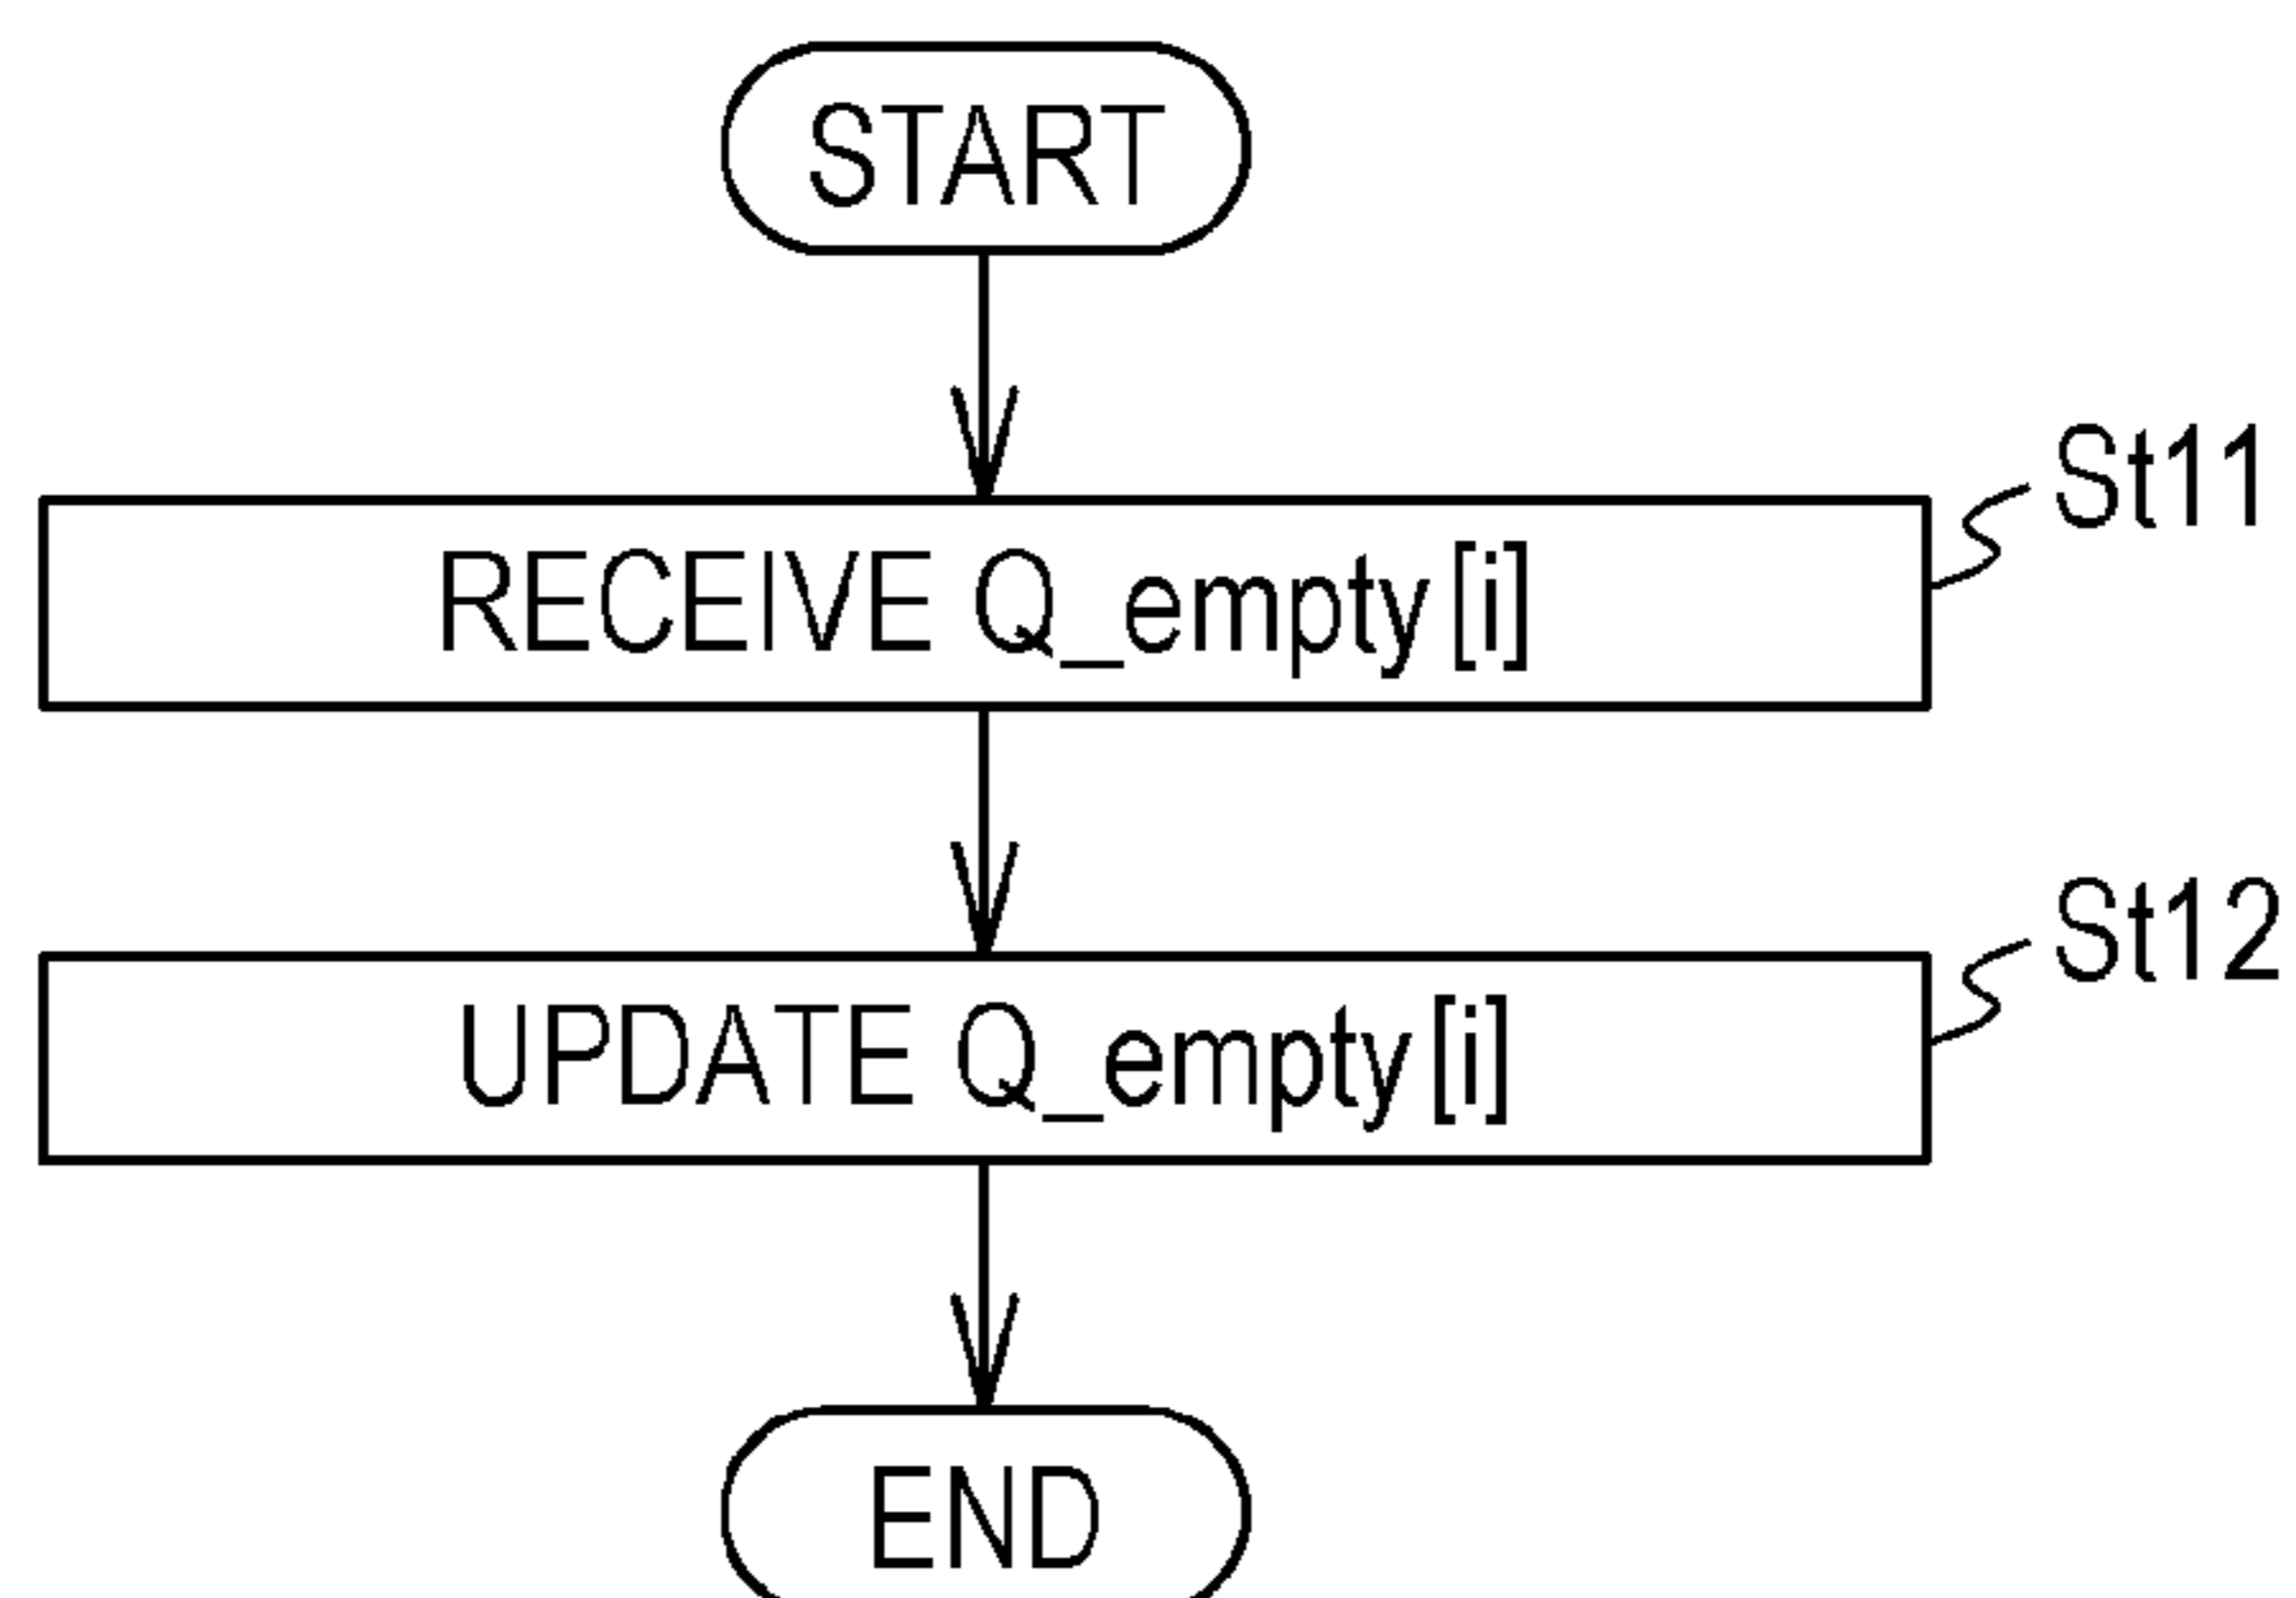 START
St11
RECEIVE Q_empty [i]
St12
UPDATE Q_empty [i]
END